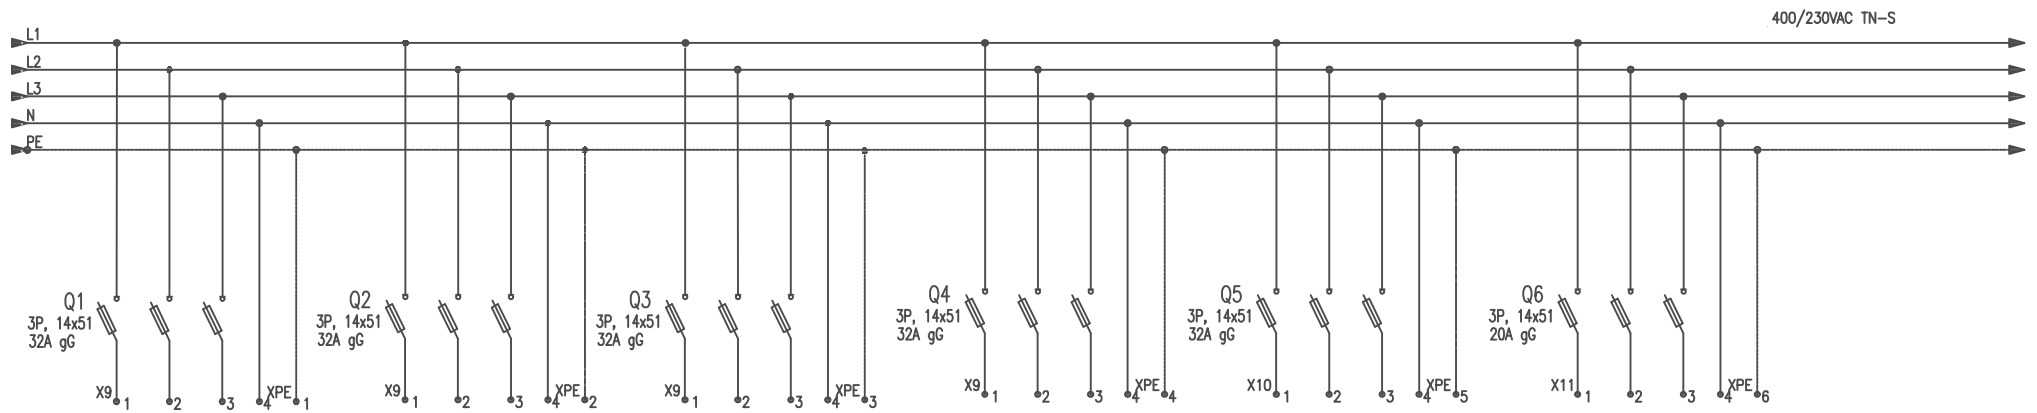 400/230VAC TN-S
L1
L2
L3
N
PE
Q1
3P, 14x51
32A gG
X9 1 2 3 4 XPE 1
Q2
3P, 14x51
32A gG
X9 1 2 3 4 XPE 2
Q3
3P, 14x51
32A gG
X9 1 2 3 4 XPE 3
Q4
3P, 14x51
32A gG
X9 1 2 3 4 XPE 4
Q5
3P, 14x51
32A gG
X10 1 2 3 4 XPE 5
Q6
3P, 14x51
20A gG
X11 1 2 3 4 XPE 6